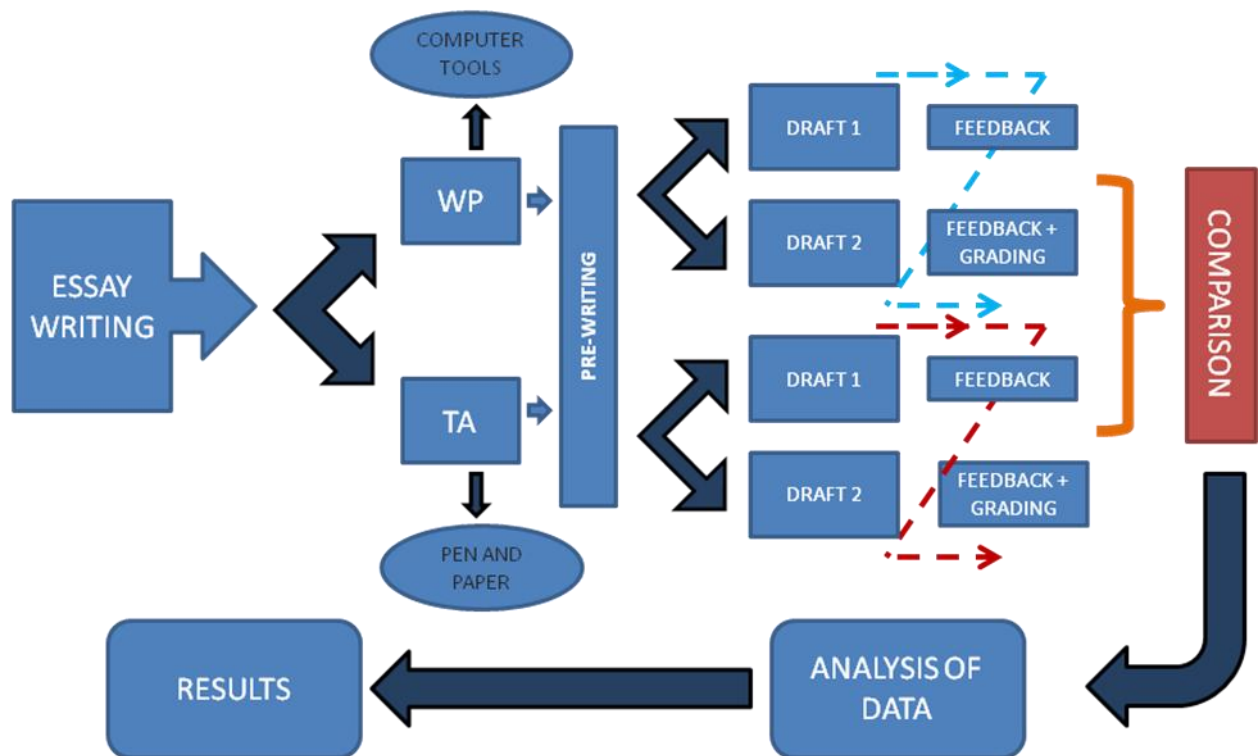 COMPUTER
TOOLS
ESSAY
WRITING
WP
TA
PEN AND
PAPER
PRE-WRITING
DRAFT 1
FEEDBACK
DRAFT 2
FEEDBACK +
GRADING
DRAFT 1
FEEDBACK
DRAFT 2
FEEDBACK +
GRADING
COMPARISON
ANALYSIS OF
DATA
RESULTS